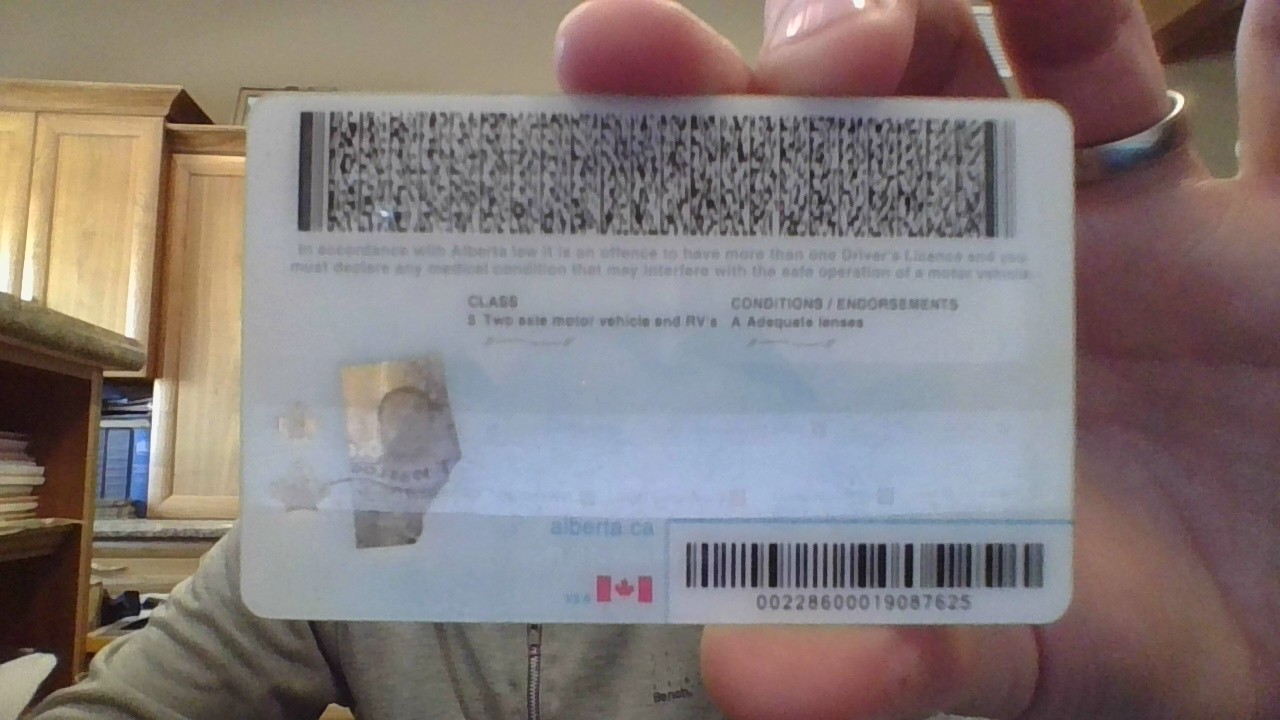 In accordance with Alberta law it is an offence to have more than one Driver's Licence and you
must declare any medical condition that may interfere with the safe operation of a motor vehicle.
CLASS
5 Two axle motor vehicle and RV's
CONDITIONS / ENDORSEMENTS
A Adequate lenses
alberta.ca
00228600019087625
Bench.